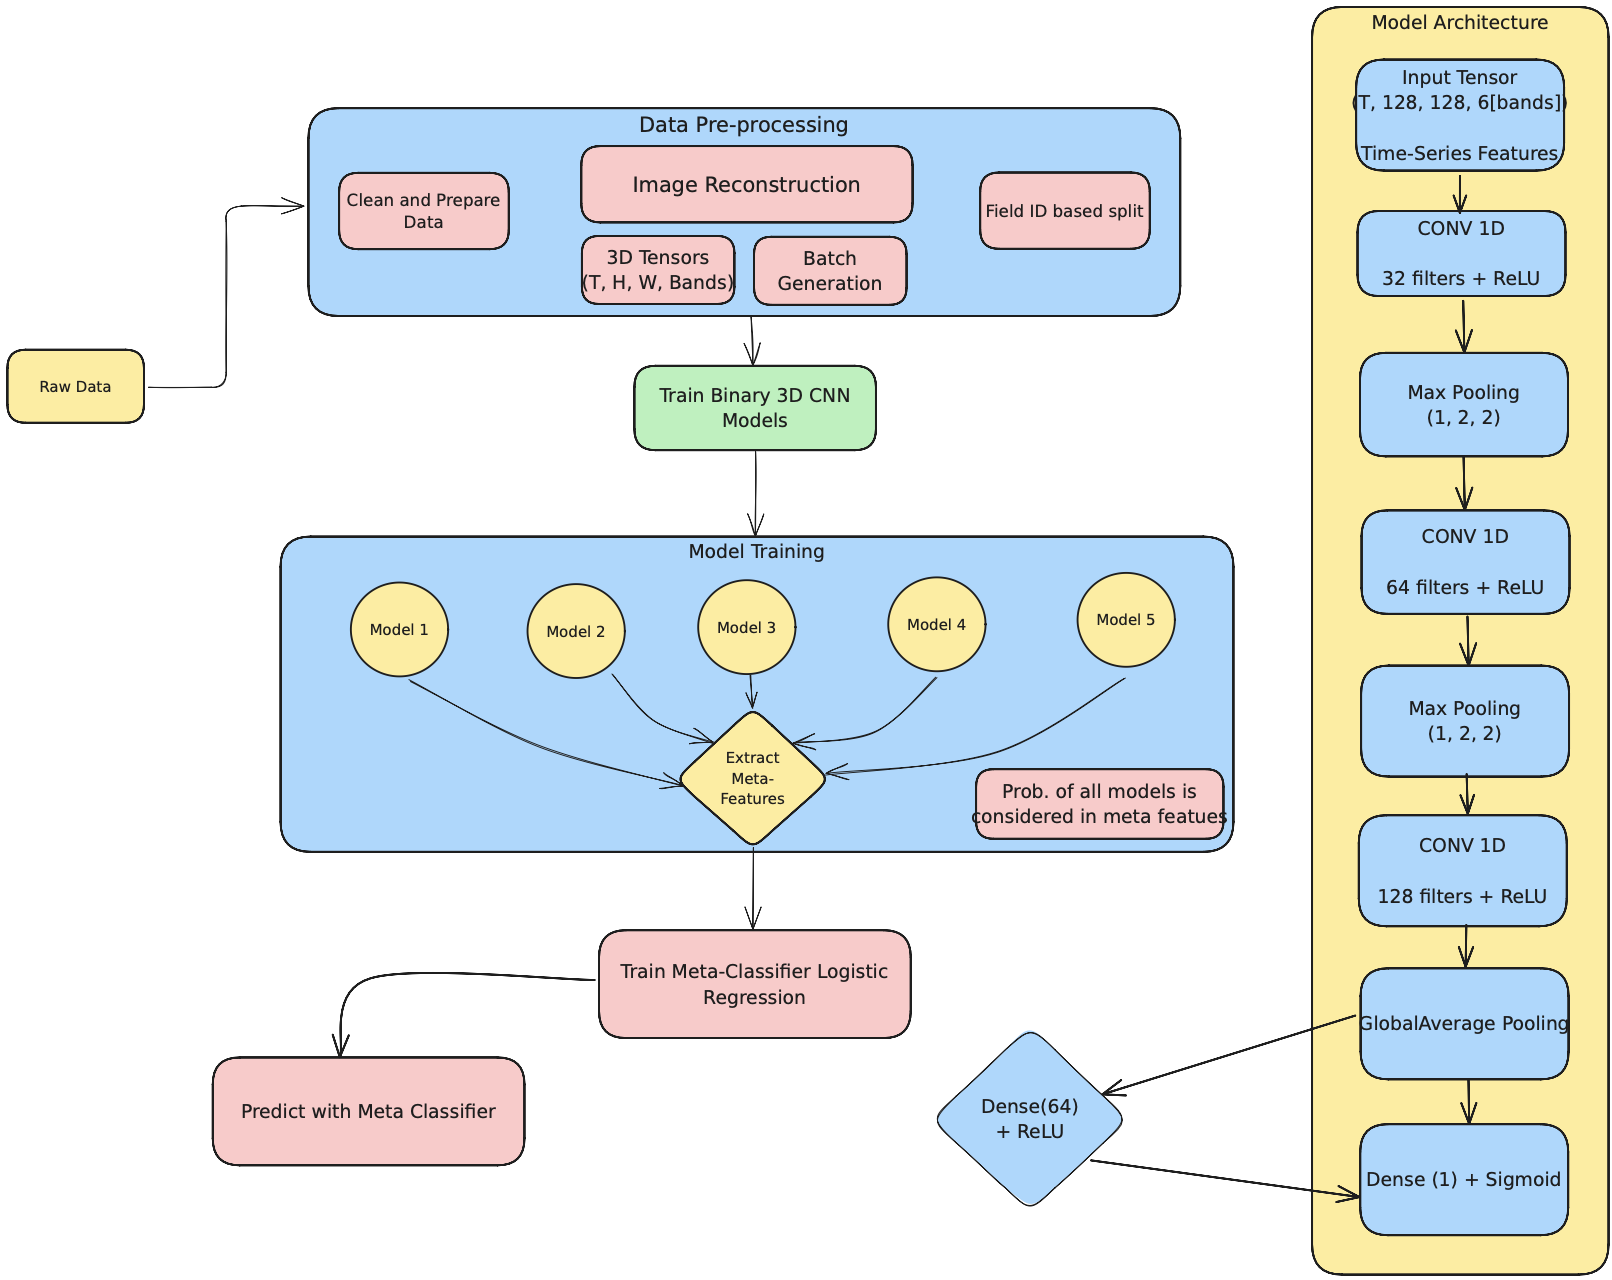 Data Pre-processing
Clean and Prepare
Data
Image Reconstruction
3D Tensors
(T, H, W, Bands)
Batch
Generation
Field ID based split
Raw Data
Train Binary 3D CNN
Models
Model Training
Model 1
Model 2
Model 3
Model 4
Model 5
Extract
Meta-
Features
Prob. of all models is
considered in meta featues
Train Meta-Classifier Logistic
Regression
Predict with Meta Classifier
Model Architecture
Input Tensor
(T, 128, 128, 6[bands])
Time-Series Features
CONV 1D
32 filters + ReLU
Max Pooling
(1, 2, 2)
CONV 1D
64 filters + ReLU
Max Pooling
(1, 2, 2)
CONV 1D
128 filters + ReLU
GlobalAverage Pooling
Dense(64)
+ ReLU
Dense (1) + Sigmoid